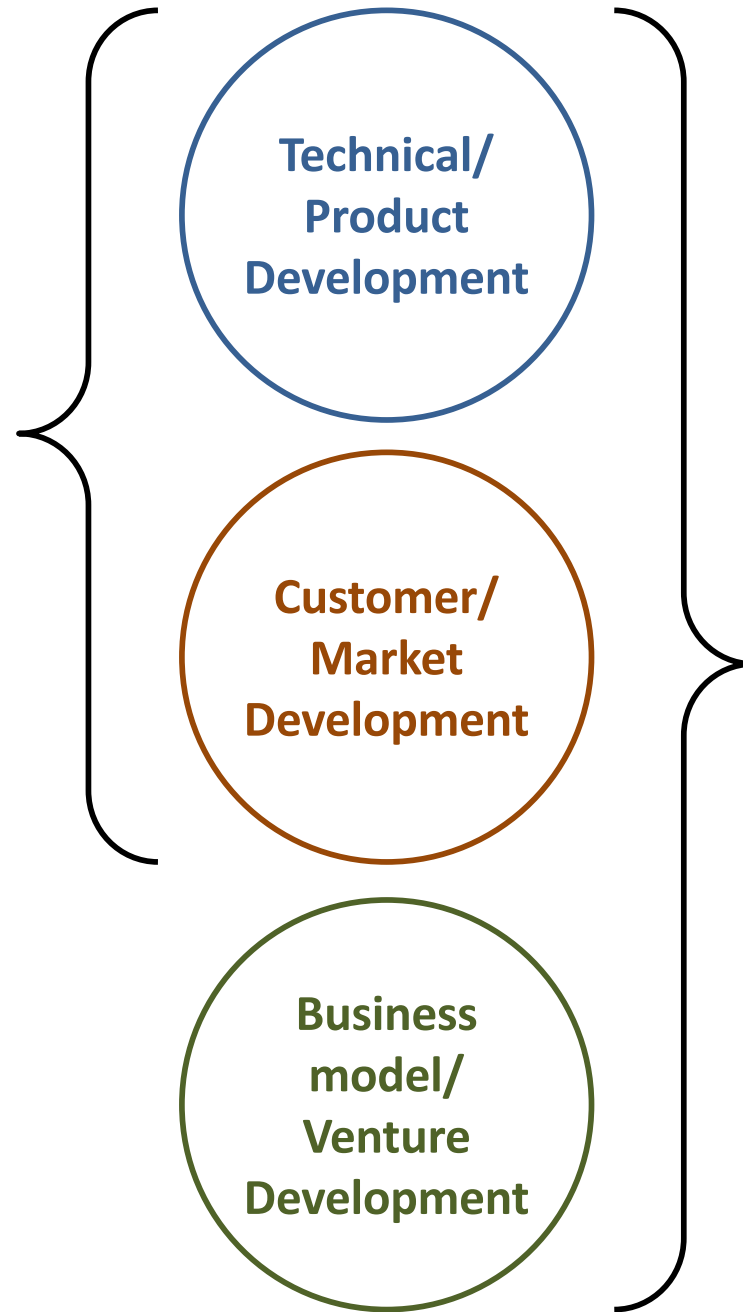 Technical/
Product
Development
Customer/
Market
Development
Business
model/
Venture
Development